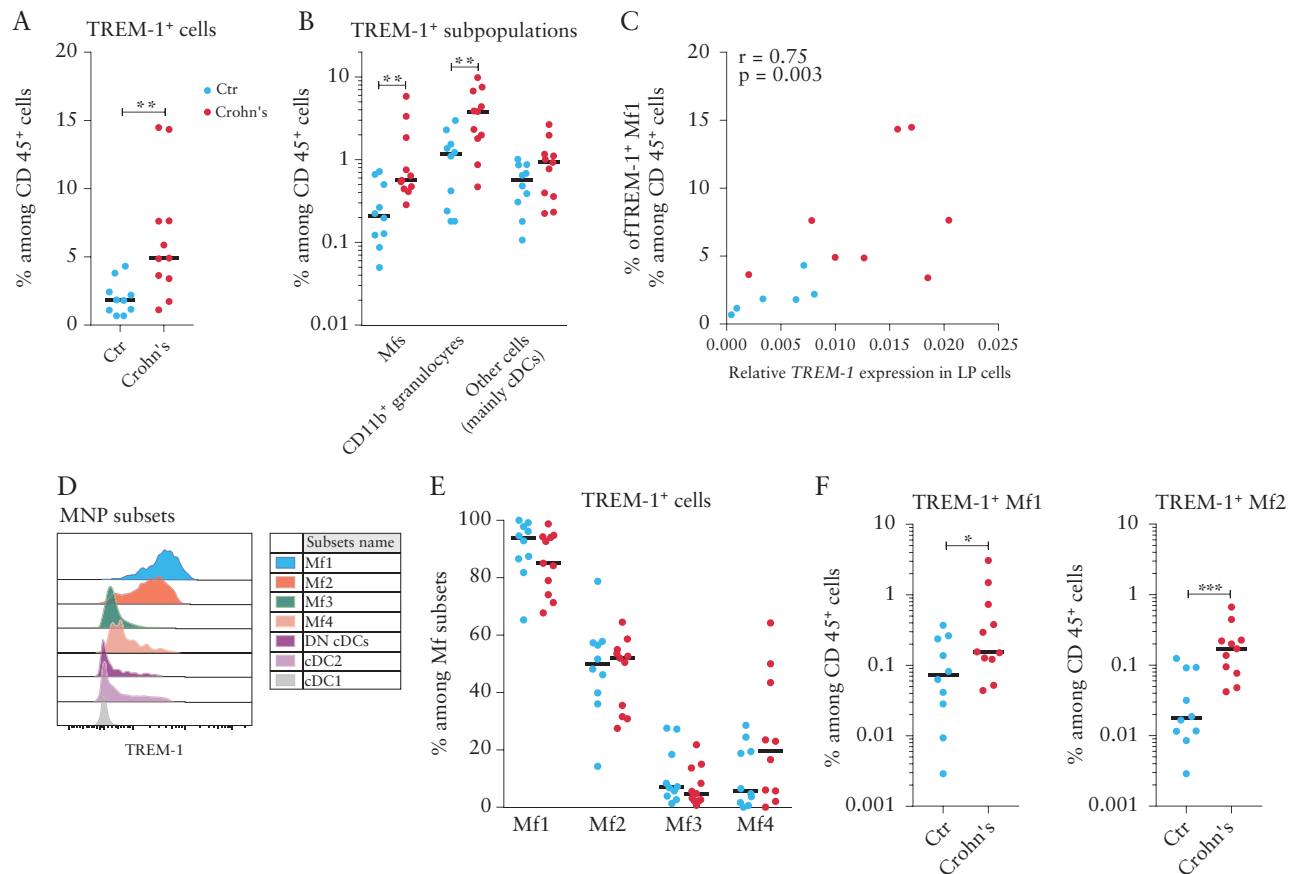 A
TREM-1⁺ cells
% among CD 45⁺ cells
20
15
10
5
0
**
Ctr
Crohn's
Ctr
Crohn's
B
TREM-1⁺ subpopulations
% among CD 45⁺ cells
10
1
0.1
0.01
**
**
Mfs
CD11b⁺ granulocytes
Other cells
(mainly cDCs)
C
% ofTREM-1⁺ Mf1
% among CD 45⁺ cells
20
15
10
5
0
r = 0.75
p = 0.003
0.000
0.005
0.010
0.015
0.020
0.025
Relative TREM-1 expression in LP cells
D
MNP subsets
TREM-1
Subsets name
Mf1
Mf2
Mf3
Mf4
DN cDCs
cDC2
cDC1
E
TREM-1⁺ cells
% among Mf subsets
100
80
60
40
20
0
Mf1
Mf2
Mf3
Mf4
F
TREM-1⁺ Mf1
% among CD 45⁺ cells
1
1
0.1
0.01
0.001
*
Ctr
Crohn's
TREM-1⁺ Mf2
% among CD 45⁺ cells
1
1
0.1
0.01
0.001
***
Ctr
Crohn's